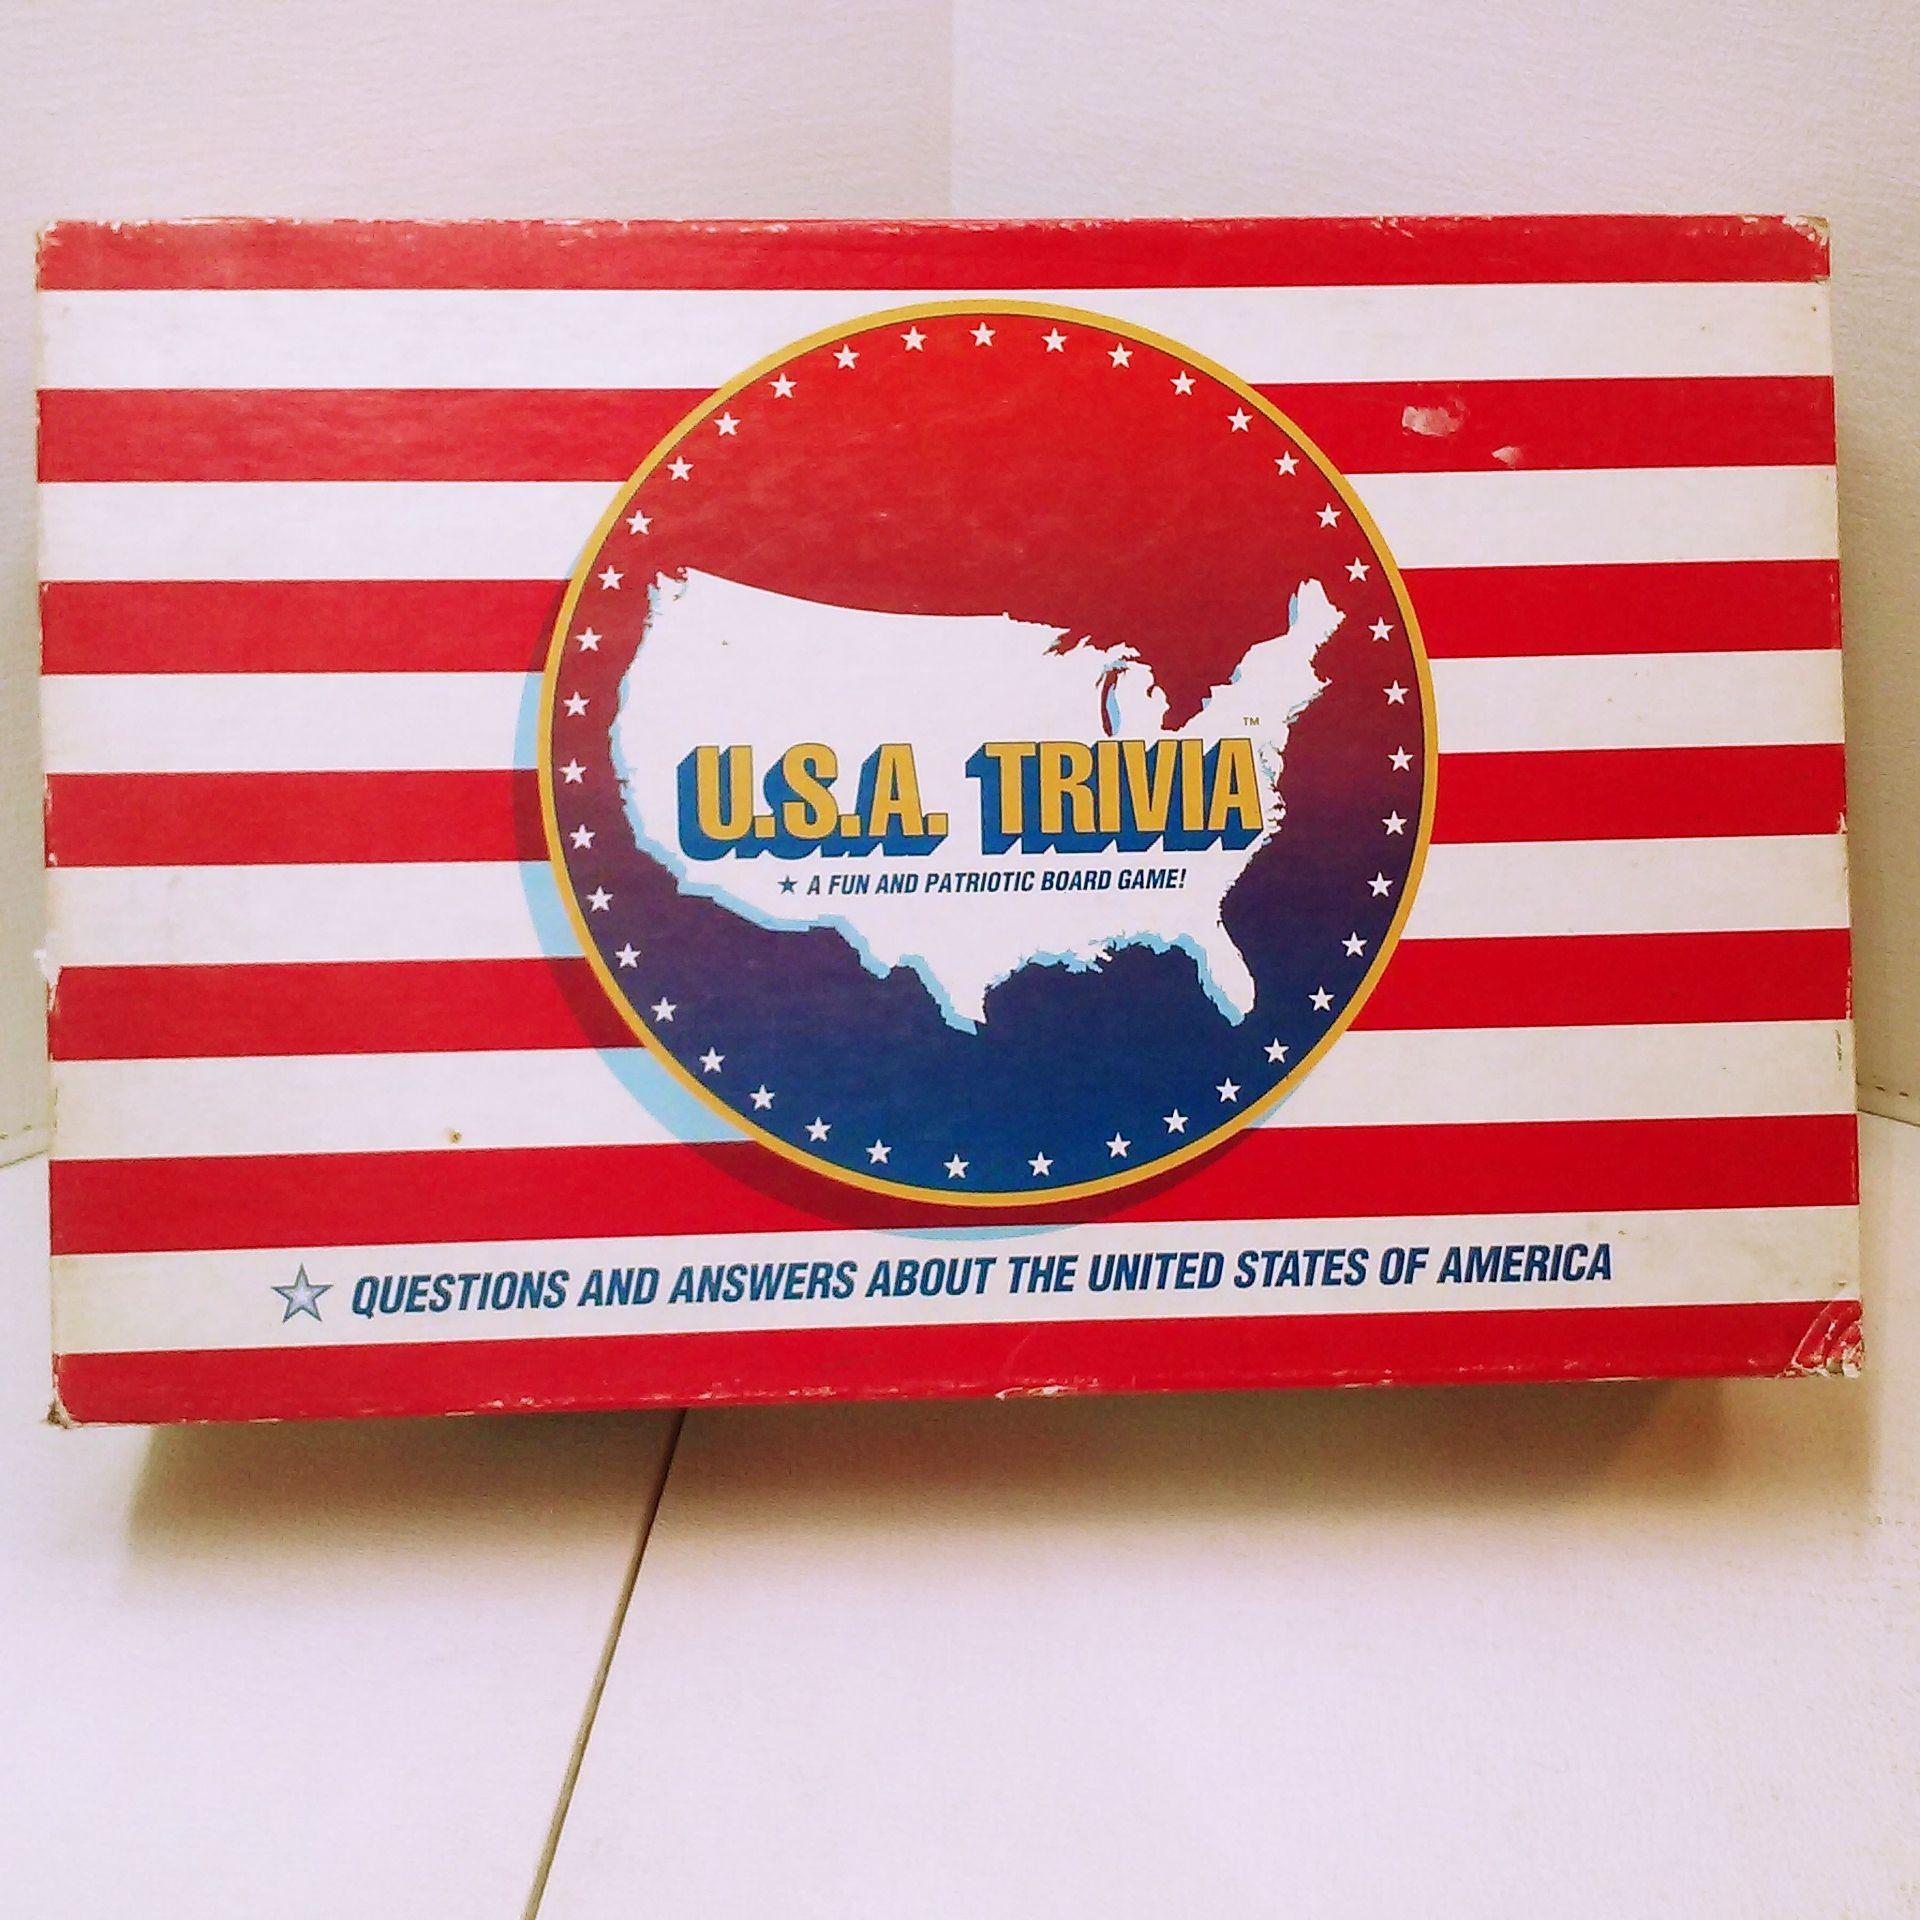 ™
U.S.A. TRIVIA
★ A FUN AND PATRIOTIC BOARD GAME!
★ QUESTIONS AND ANSWERS ABOUT THE UNITED STATES OF AMERICA